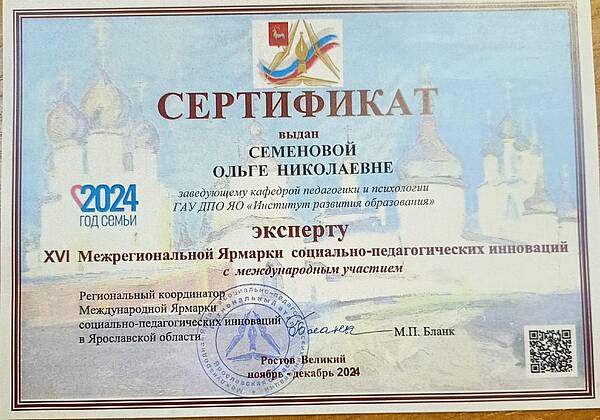 СЕРТИФИКАТ
выдан
СЕМЕНОВОЙ
ОЛЬГЕ НИКОЛАЕВНЕ
заведующему кафедрой педагогики и психологии
ГАУ ДПО ЯО «Институт развития образования»
2024
ГОД СЕМЬИ
эксперту
XVI Межрегиональной Ярмарки социально-педагогических инноваций
с международным участием
Региональный координатор
Международной Ярмарки
социально-педагогических инноваций
в Ярославской области
М.П. Бланк
Ростов Великий
ноябрь - декабрь 2024